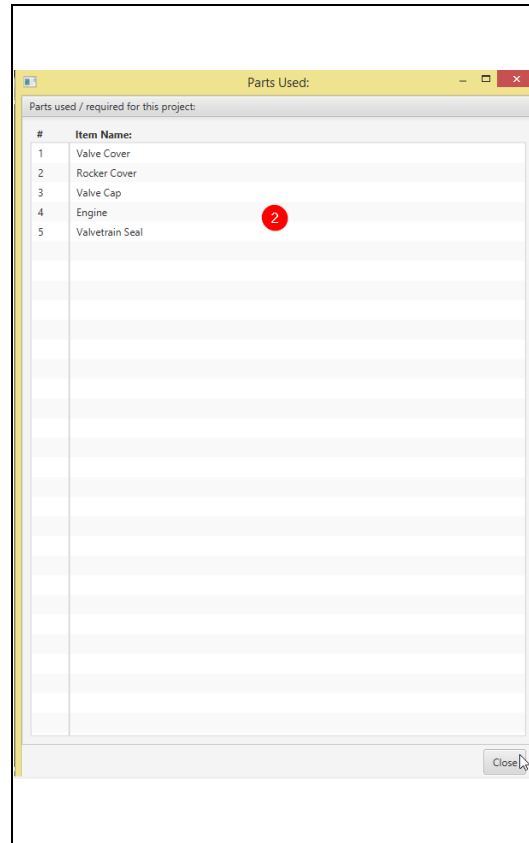 Parts Used:
Parts used / required for this project:
# Item Name:
1 Valve Cover
2 Rocker Cover
3 Valve Cap
4 Engine
2
5 Valvetrain Seal
Close